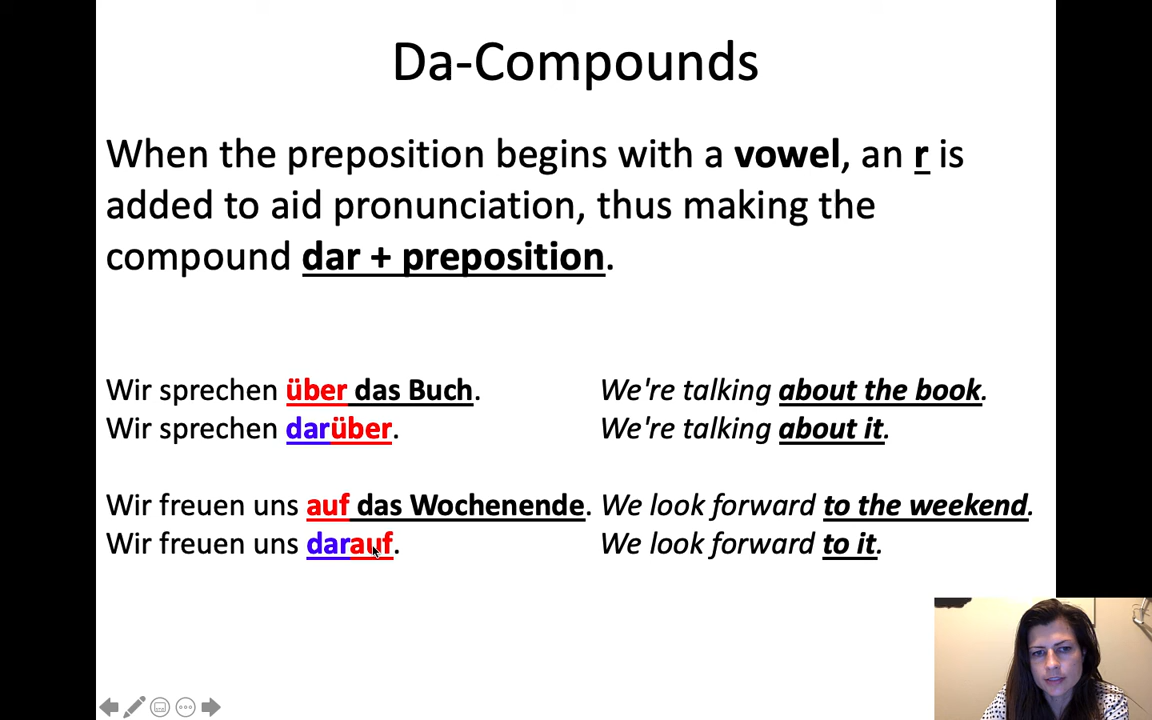 Da-Compounds
When the preposition begins with a vowel, an r is
added to aid pronunciation, thus making the
compound dar + preposition.
Wir sprechen über das Buch. We're talking about the book.
Wir sprechen darüber. We're talking about it.
Wir freuen uns auf das Wochenende. We look forward to the weekend.
Wir freuen uns darauf. We look forward to it.